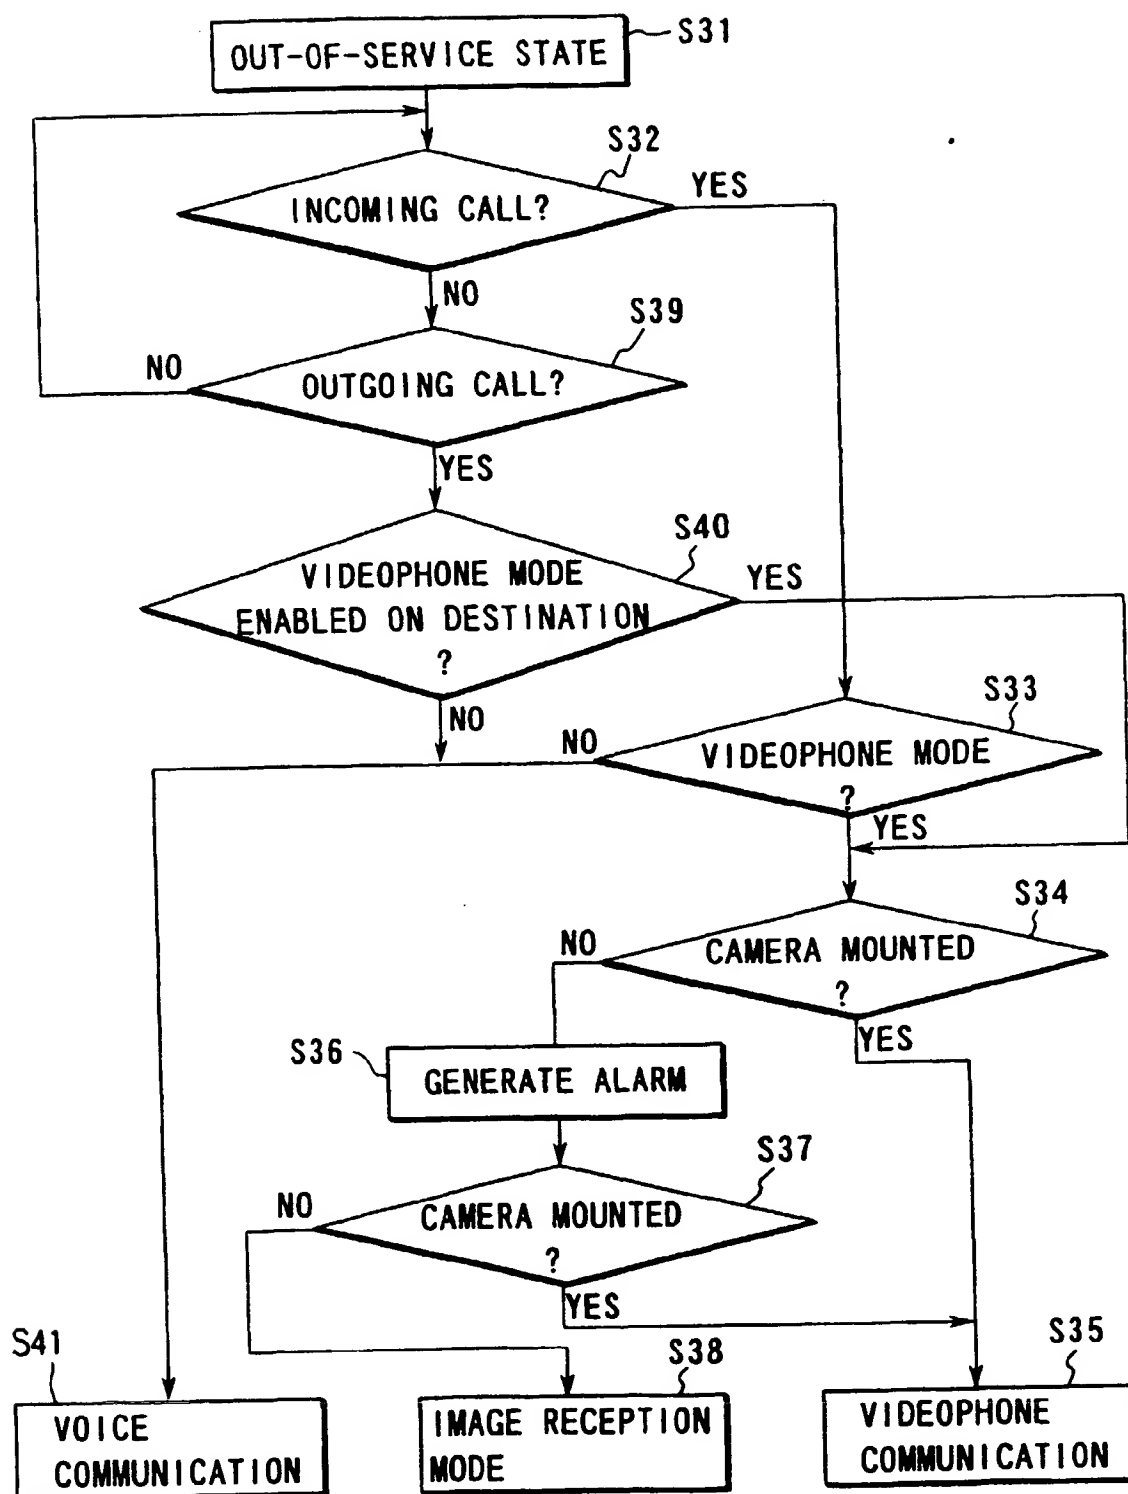 S31
OUT-OF-SERVICE STATE
S32
YES
INCOMING CALL?
NO
S39
NO
OUTGOING CALL?
YES
S40
YES
VIDEOPHONE MODE
ENABLED ON DESTINATION
?
NO
S33
NO
VIDEOPHONE MODE
?
YES
S34
NO
CAMERA MOUNTED
?
YES
S36
GENERATE ALARM
S37
NO
CAMERA MOUNTED
?
YES
S41
VOICE
COMMUNICATION
S38
IMAGE RECEPTION
MODE
S35
VIDEOPHONE
COMMUNICATION